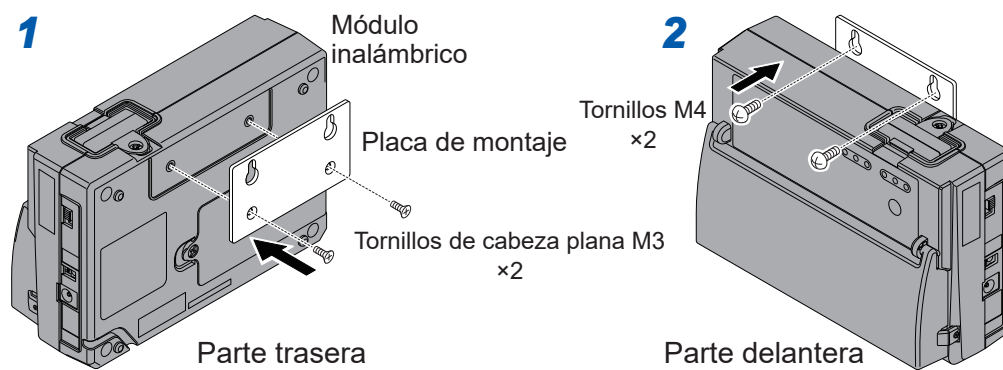 1
Módulo
inalámbrico
Placa de montaje
Tornillos de cabeza plana M3
×2
Parte trasera
2
Tornillos M4
×2
Parte delantera